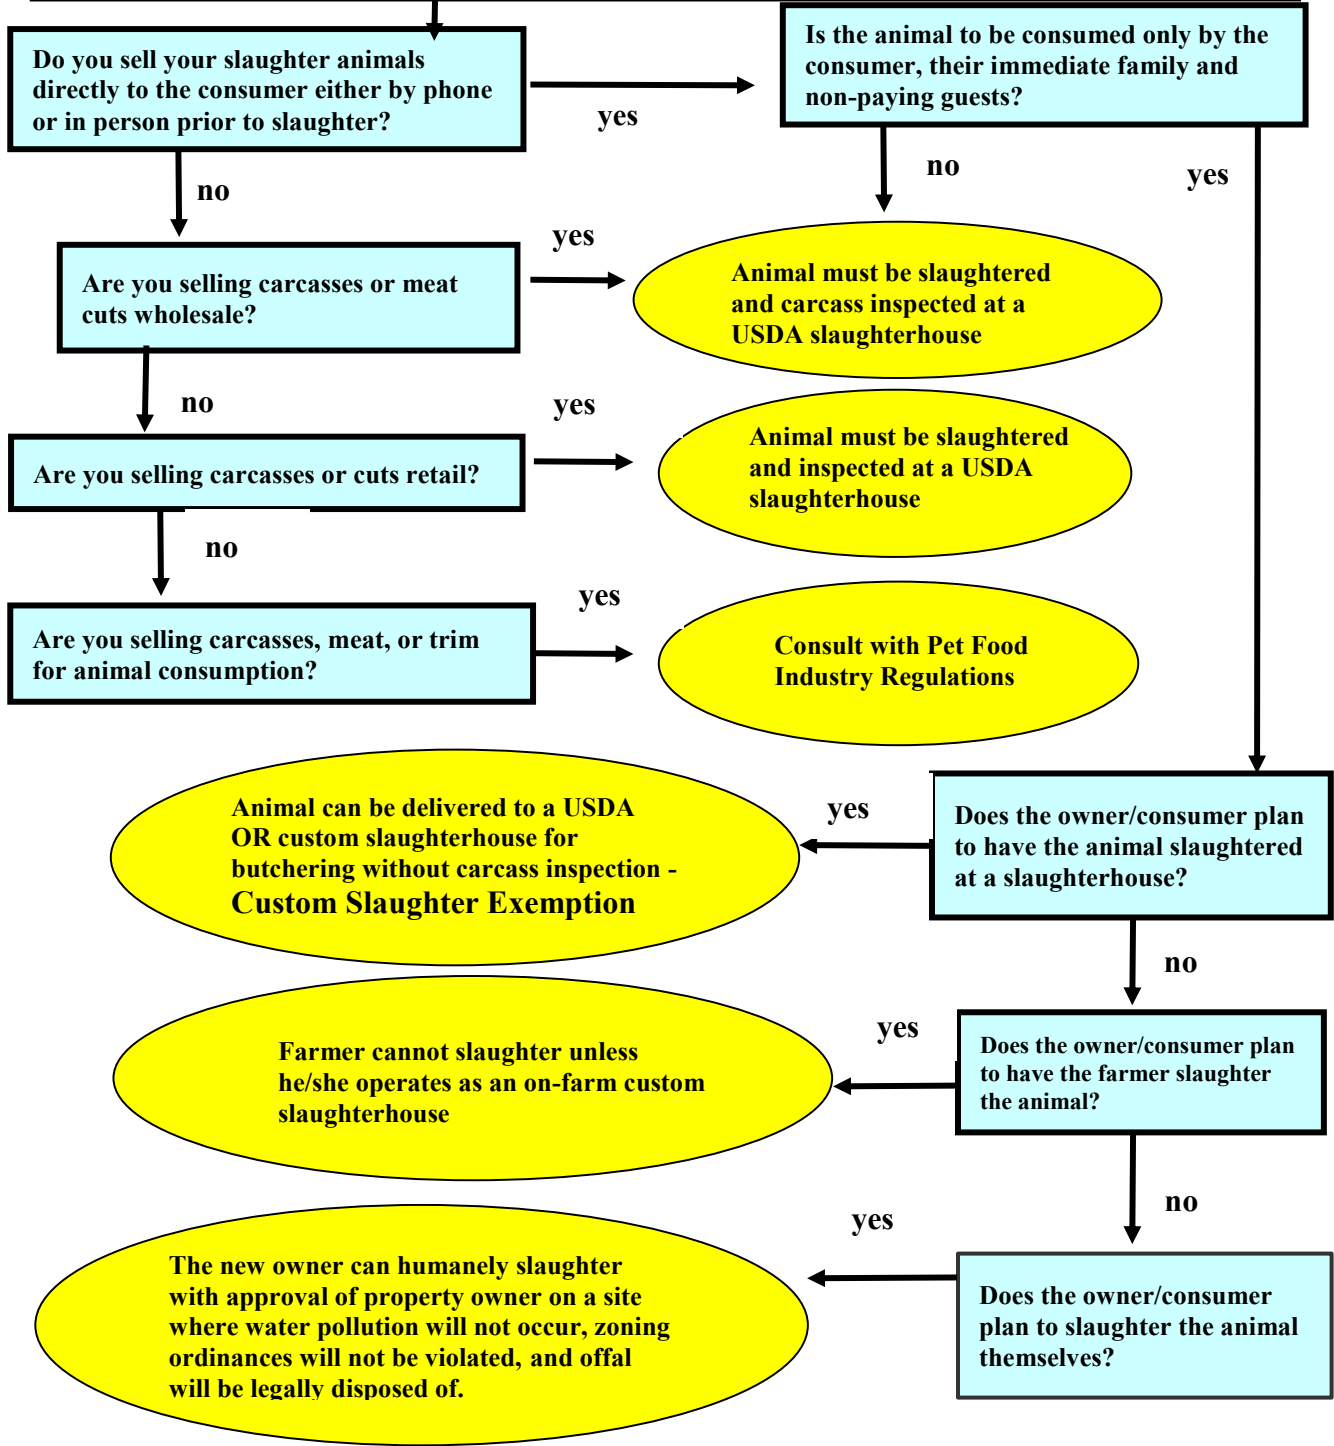 Do you sell your slaughter animals
directly to the consumer either by phone
or in person prior to slaughter?
yes
Is the animal to be consumed only by the
consumer, their immediate family and
non-paying guests?
no
no
yes
Are you selling carcasses or meat
cuts wholesale?
yes
Animal must be slaughtered
and carcass inspected at a
USDA slaughterhouse
no
Are you selling carcasses or cuts retail?
yes
Animal must be slaughtered
and inspected at a USDA
slaughterhouse
no
Are you selling carcasses, meat, or trim
for animal consumption?
yes
Consult with Pet Food
Industry Regulations
Does the owner/consumer plan
to have the animal slaughtered
at a slaughterhouse?
yes
Animal can be delivered to a USDA
OR custom slaughterhouse for
butchering without carcass inspection -
Custom Slaughter Exemption
no
Does the owner/consumer plan
to have the farmer slaughter
the animal?
yes
Farmer cannot slaughter unless
he/she operates as an on-farm custom
slaughterhouse
no
Does the owner/consumer
plan to slaughter the animal
themselves?
yes
The new owner can humanely slaughter
with approval of property owner on a site
where water pollution will not occur, zoning
ordinances will not be violated, and offal
will be legally disposed of.